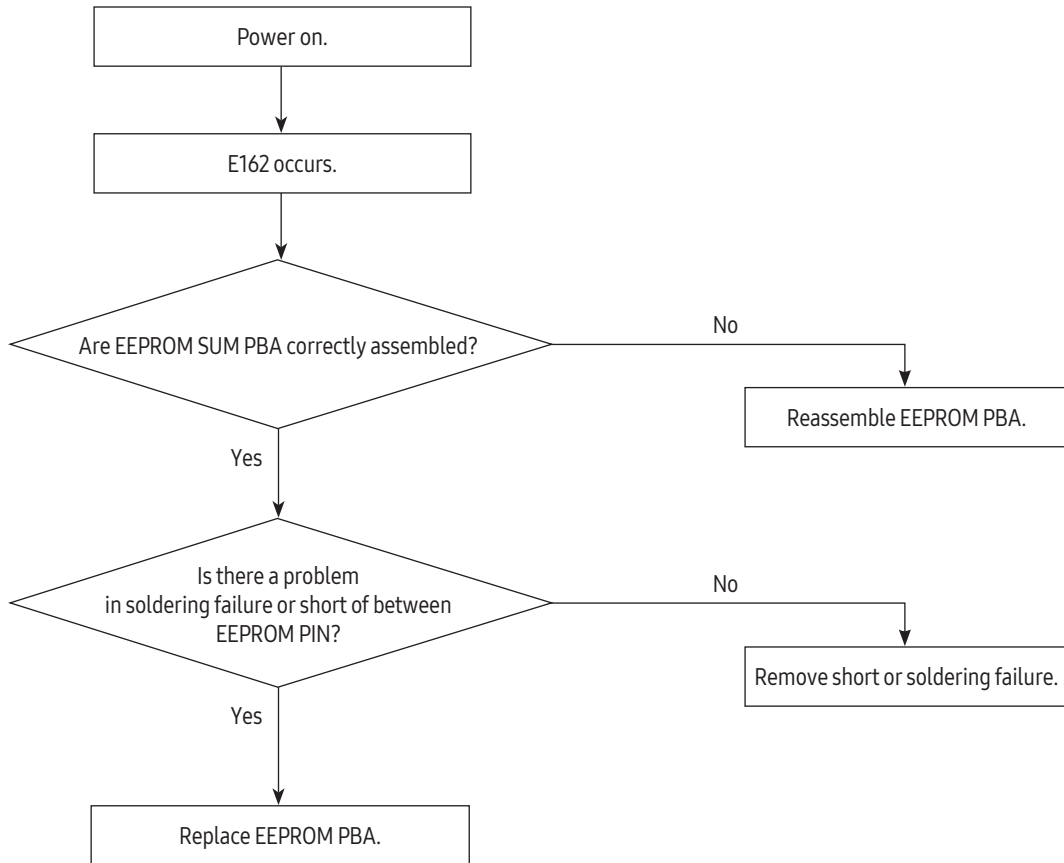 Power on.
E162 occurs.
Are EEPROM SUM PBA correctly assembled?
No
Reassemble EEPROM PBA.
Yes
Is there a problem
in soldering failure or short of between
EEPROM PIN?
No
Remove short or soldering failure.
Yes
Replace EEPROM PBA.